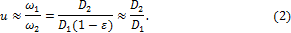 u ≈ ω₁/ω₂ = D₂/(D₁(1 − ε)) ≈ D₂/D₁. (2)